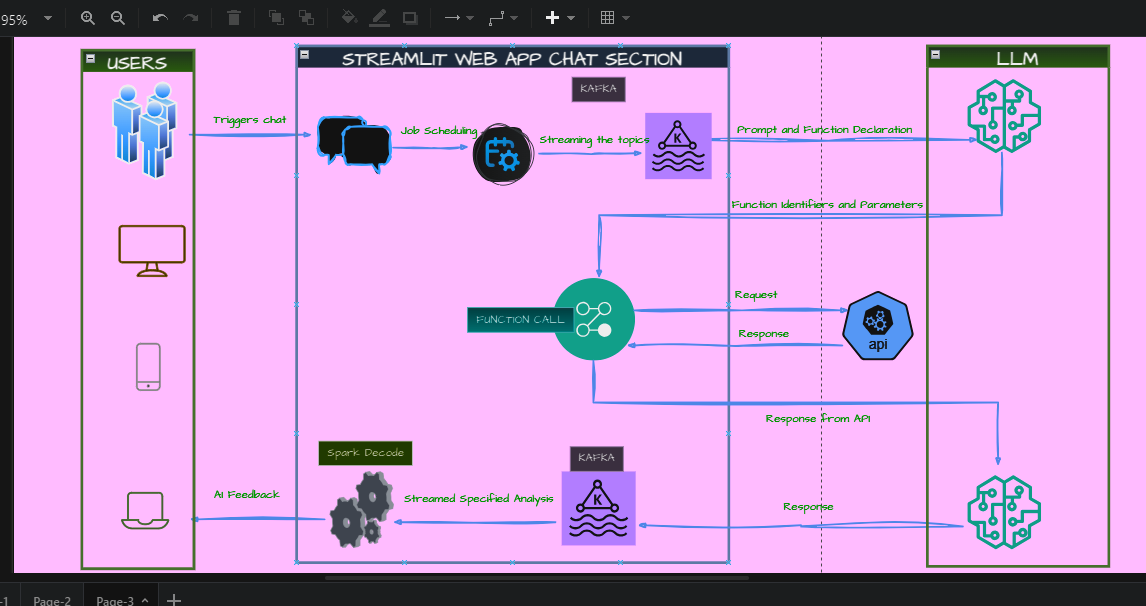 95%
USERS
STREAMLIT WEB APP CHAT SECTION
LLM
KAFKA
Triggers chat
Job Scheduling
Streaming the topics
K
Prompt and Function Declaration
Function Identifiers and Parameters
FUNCTION CALL
Request
Response
api
Response from API
Spark Decode
KAFKA
AI Feedback
Streamed Specified Analysis
K
Response
-1
Page-2
Page-3